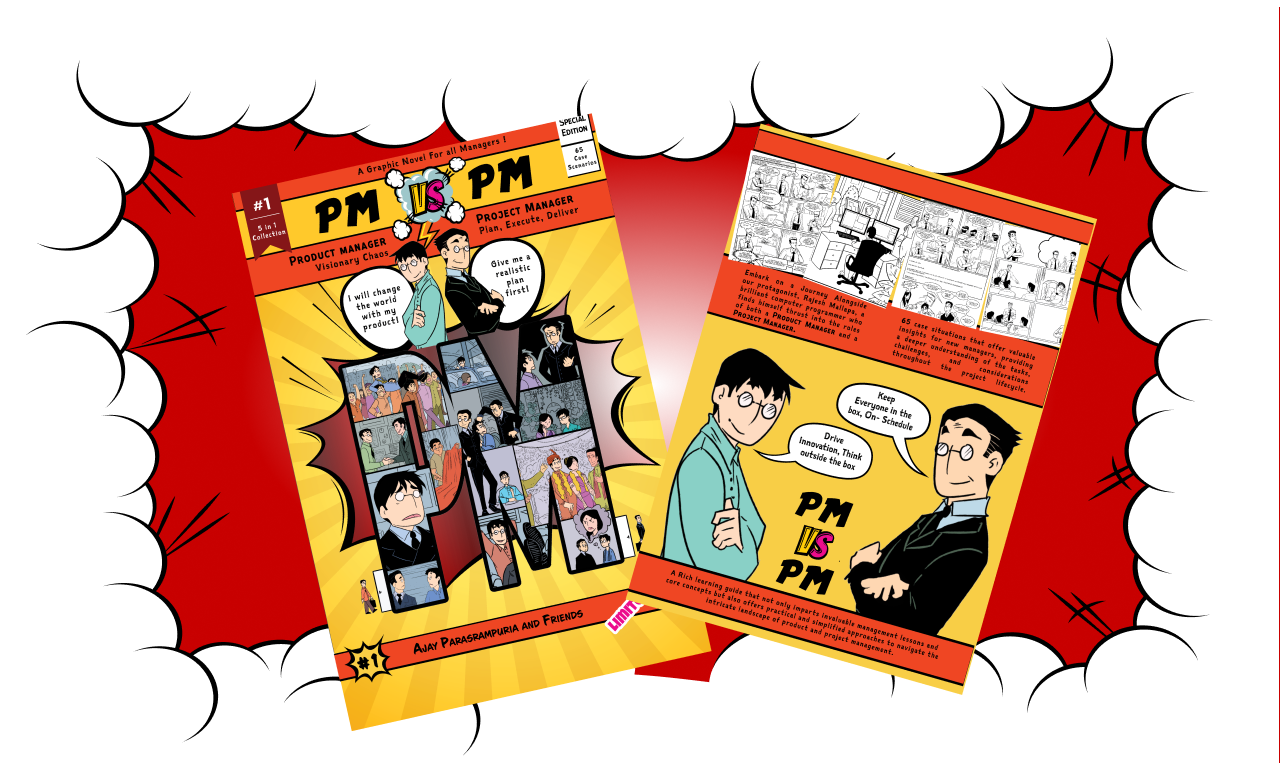 A Graphic Novel For all Managers !
SPECIAL
EDITION
65
Case
Scenarios
#1
5 in 1
Collection
PM VS PM
PRODUCT MANAGER
Visionary Chaos
PROJECT MANAGER
Plan, Execute, Deliver
I will change
the world
with my
product!
Give me a
realistic
plan
first!
PM
AJAY PARASRAMPURIA AND FRIENDS
#1
LIMIT
Embark on a Journey Alongside
our protagonist, Rajesh Mallapa, a
brilliant computer programmer who
finds himself thrust into the roles
of both a PRODUCT MANAGER and a
PROJECT MANAGER.
65 case situations that offer valuable
insights for new managers, providing
a deeper understanding of the tasks,
challenges, and considerations
throughout the project lifecycle.
Keep
Everyone in the
box, On- Schedule
Drive
Innovation, Think
outside the box
PM
VS
PM
A Rich learning guide that not only imparts invaluable management lessons and
core concepts but also offers practical and simplified approaches to navigate the
intricate landscape of product and project management.